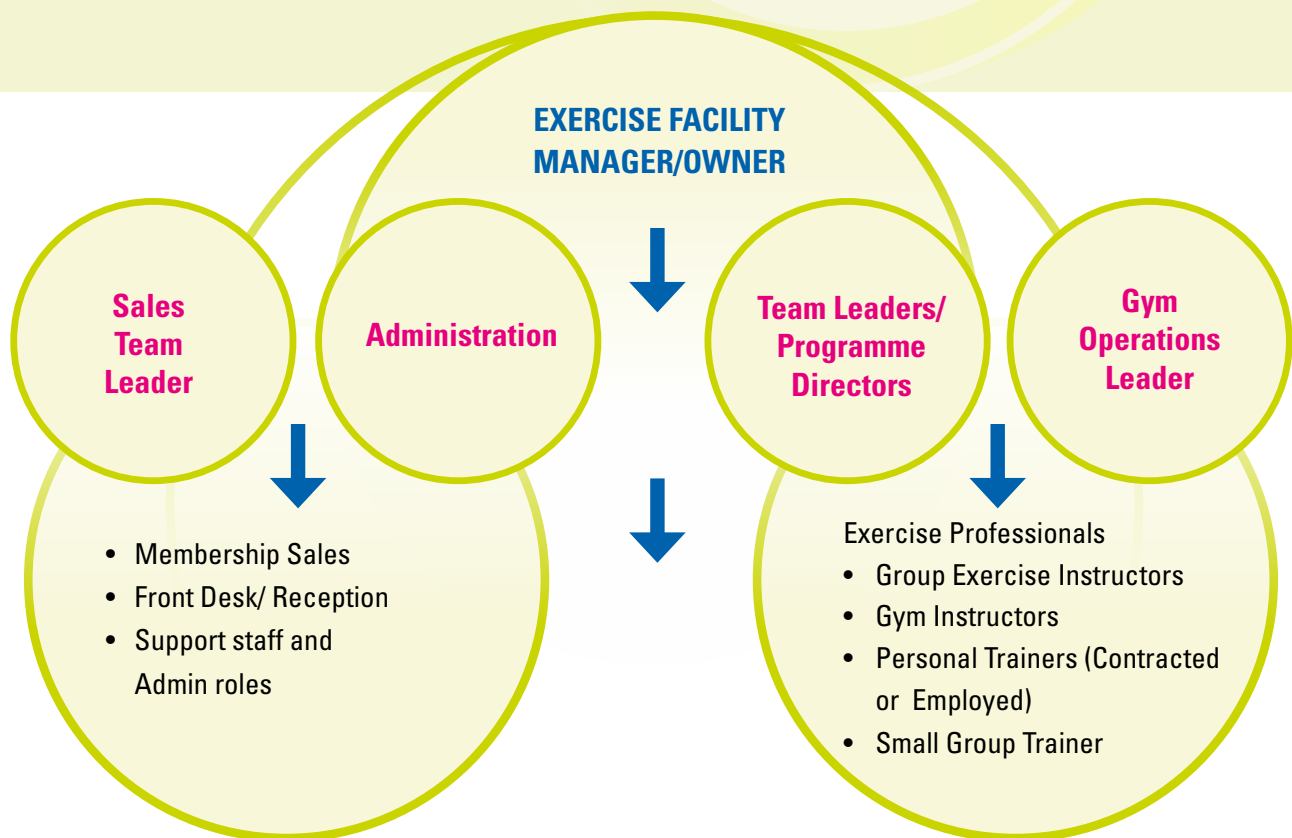 EXERCISE FACILITY
MANAGER/OWNER
Sales
Team
Leader
Administration
Team Leaders/
Programme
Directors
Gym
Operations
Leader
• Membership Sales
• Front Desk/ Reception
• Support staff and
Admin roles
Exercise Professionals
• Group Exercise Instructors
• Gym Instructors
• Personal Trainers (Contracted
or Employed)
• Small Group Trainer